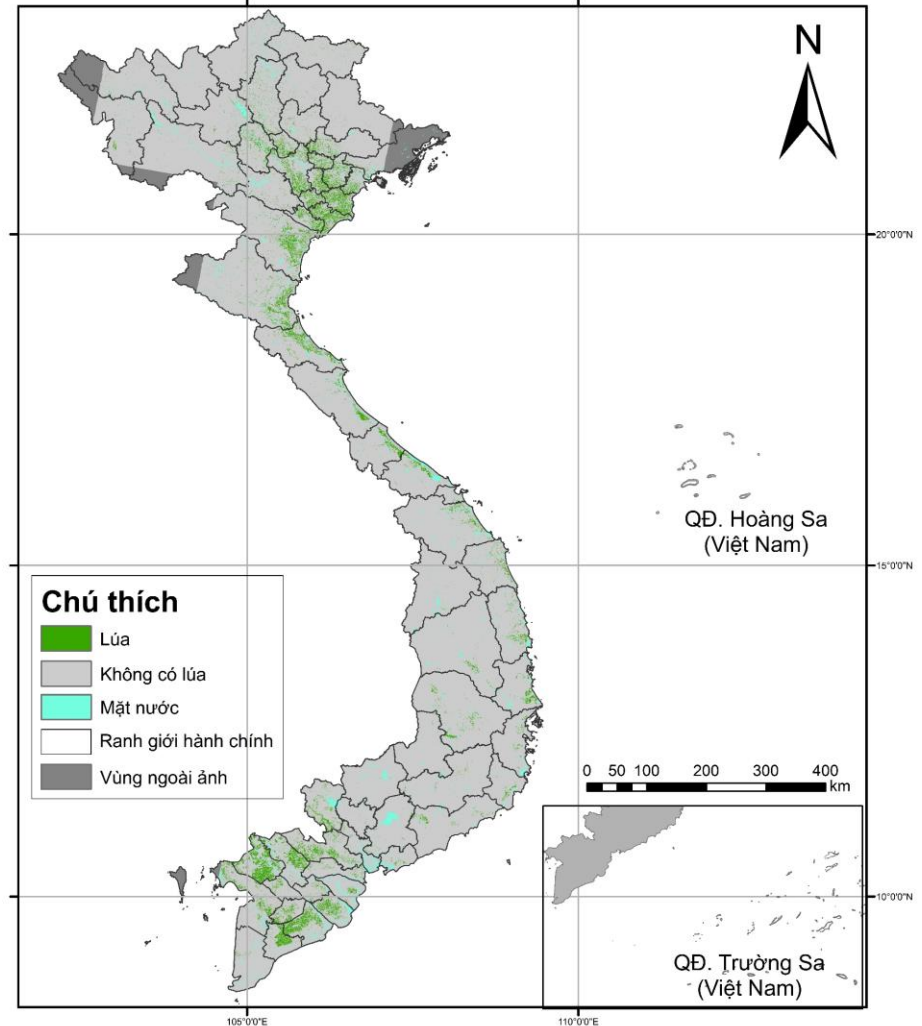 N
20°0'0"N
QĐ. Hoàng Sa
(Việt Nam)
15°0'0"N
Chú thích
Lúa
Không có lúa
Mặt nước
Ranh giới hành chính
Vùng ngoài ảnh
0 50 100 200 300 400
km
10°0'0"N
QĐ. Trường Sa
(Việt Nam)
105°0'0"E
110°0'0"E